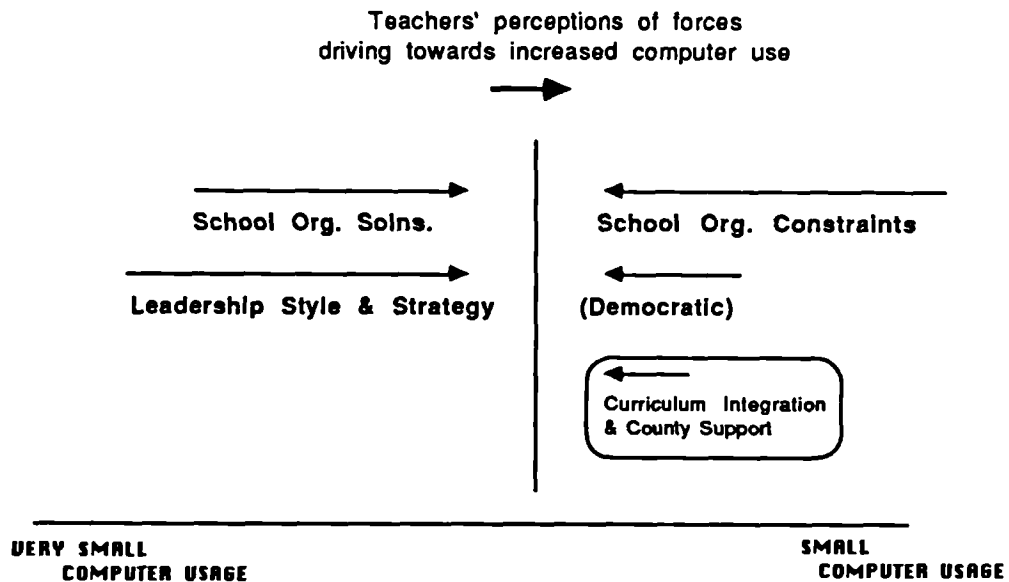 Teachers' perceptions of forces
driving towards increased computer use
School Org. Solns.
School Org. Constraints
Leadership Style & Strategy
(Democratic)
Curriculum Integration
& County Support
VERY SMALL
COMPUTER USAGE
SMALL
COMPUTER USAGE